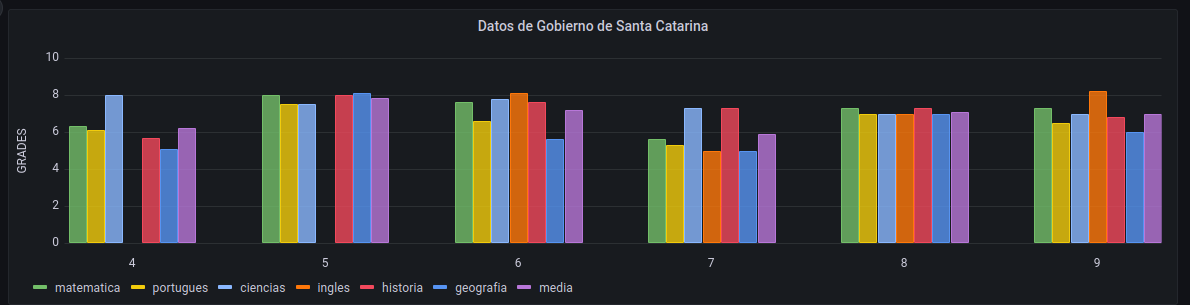 Datos de Gobierno de Santa Catarina
10
8
6
4
2
0
GRADES
4 5 6 7 8 9
matematica portugues ciencias ingles historia geografia media